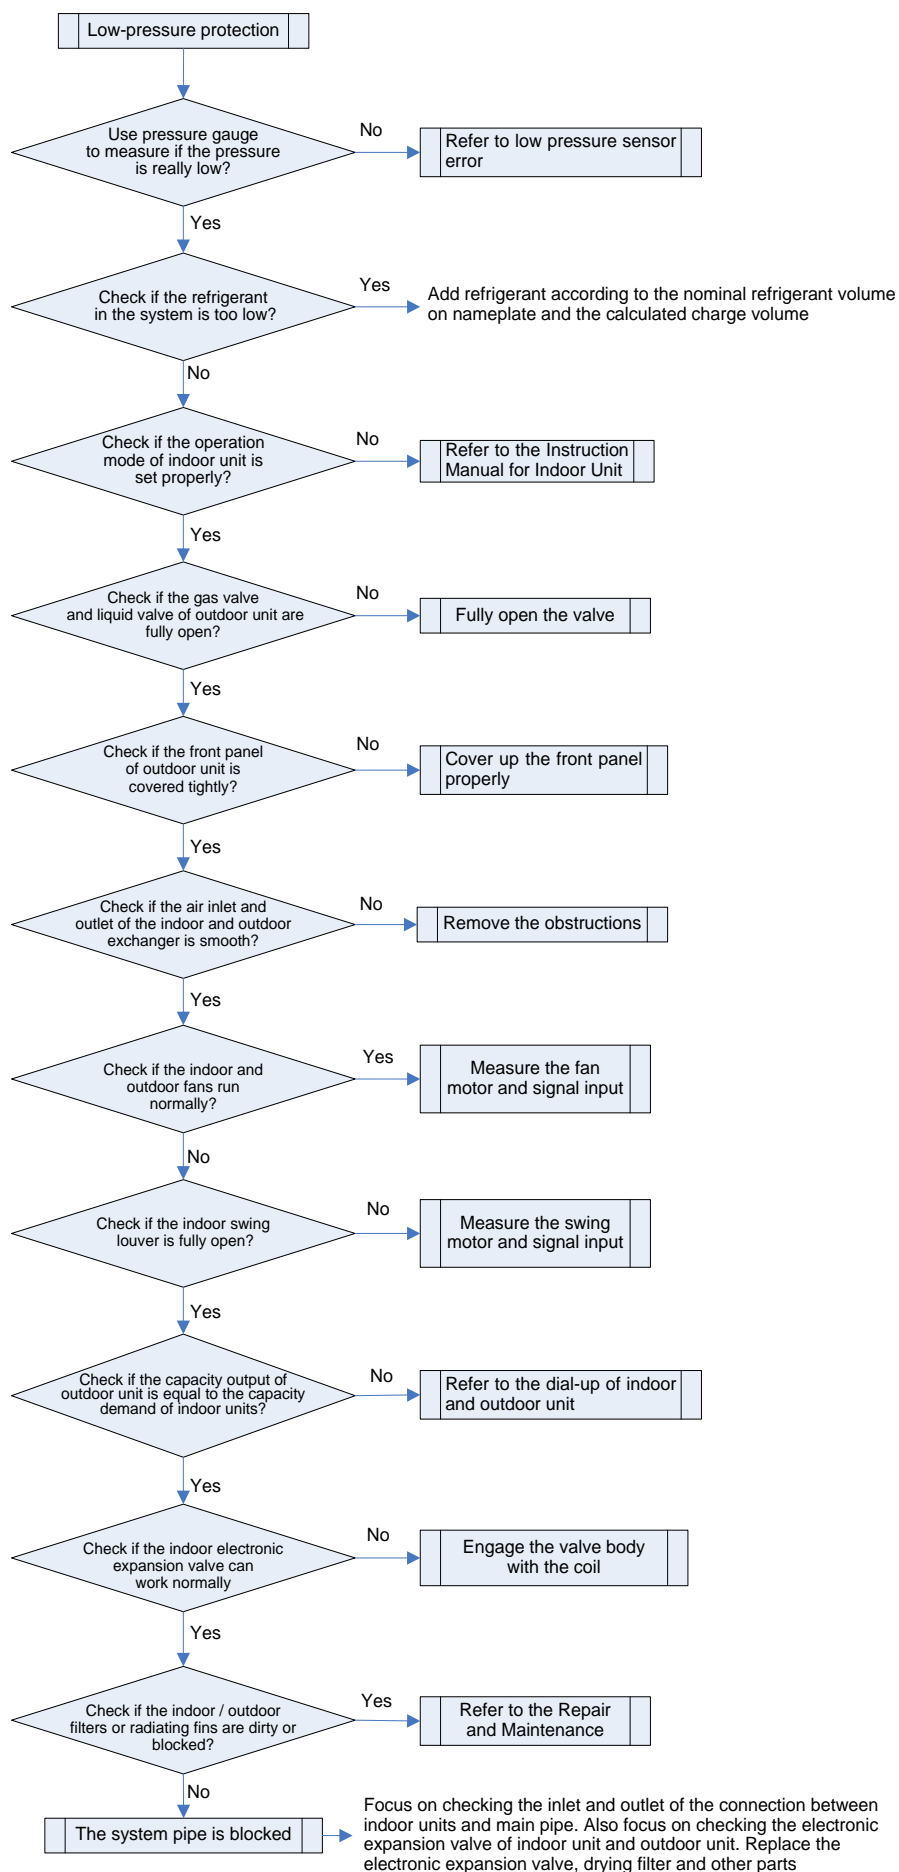 Low-pressure protection
Use pressure gauge
to measure if the pressure
is really low?
No
Refer to low pressure sensor
error
Yes
Check if the refrigerant
in the system is too low?
Yes
Add refrigerant according to the nominal refrigerant volume
on nameplate and the calculated charge volume
No
Check if the operation
mode of indoor unit is
set properly?
No
Refer to the Instruction
Manual for Indoor Unit
Yes
Check if the gas valve
and liquid valve of outdoor unit are
fully open?
No
Fully open the valve
Yes
Check if the front panel
of outdoor unit is
covered tightly?
No
Cover up the front panel
properly
Yes
Check if the air inlet and
outlet of the indoor and outdoor
exchanger is smooth?
No
Remove the obstructions
Yes
Check if the indoor and
outdoor fans run
normally?
Yes
Measure the fan
motor and signal input
No
Check if the indoor swing
louver is fully open?
No
Measure the swing
motor and signal input
Yes
Check if the capacity output of
outdoor unit is equal to the capacity
demand of indoor units?
No
Refer to the dial-up of indoor
and outdoor unit
Yes
Check if the indoor electronic
expansion valve can
work normally
No
Engage the valve body
with the coil
Yes
Check if the indoor / outdoor
filters or radiating fins are dirty or
blocked?
Yes
Refer to the Repair
and Maintenance
No
The system pipe is blocked
Focus on checking the inlet and outlet of the connection between
indoor units and main pipe. Also focus on checking the electronic
expansion valve of indoor unit and outdoor unit. Replace the
electronic expansion valve, drying filter and other parts